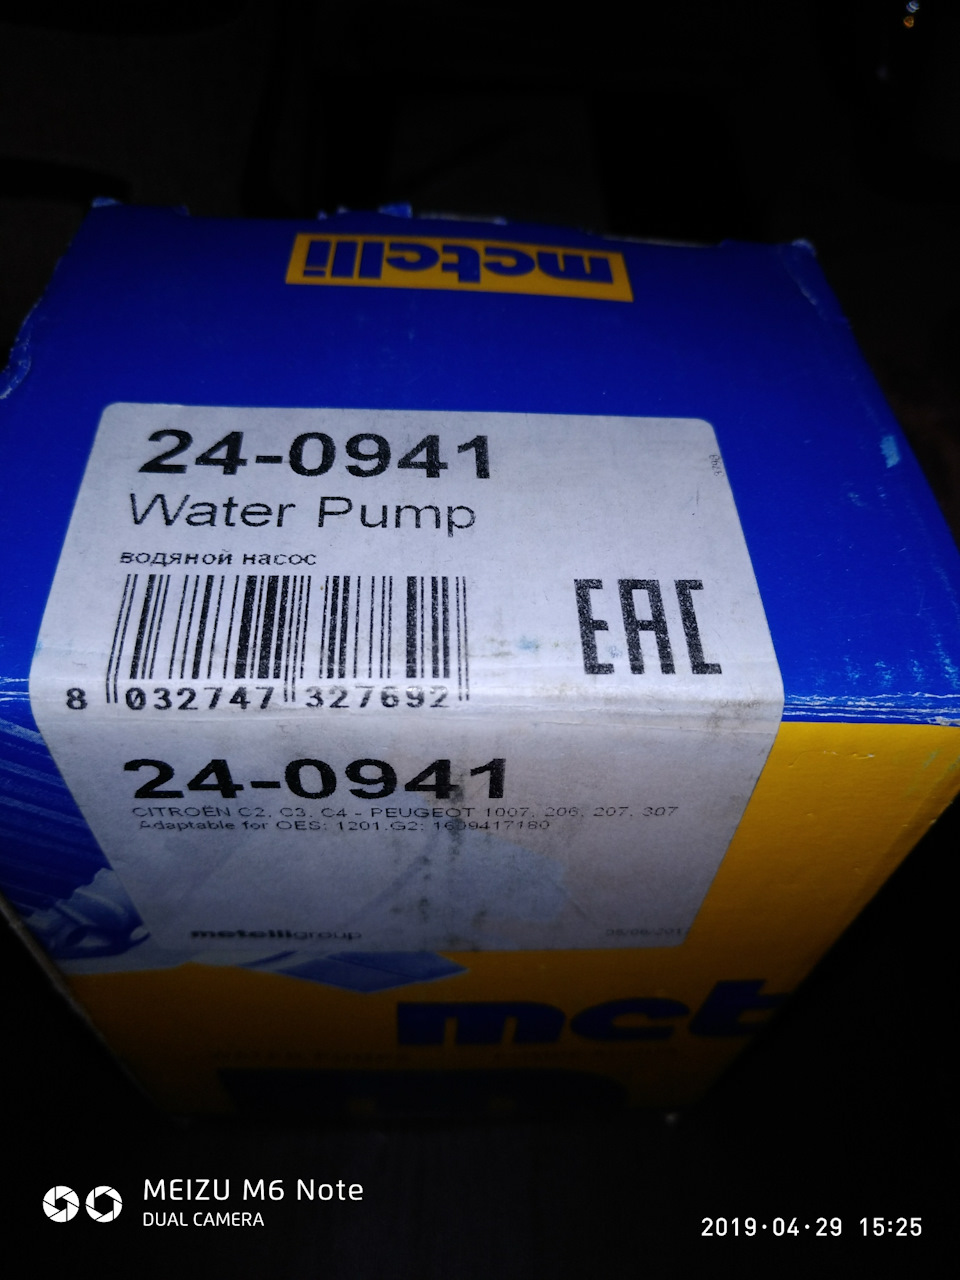 metelli
24-0941
Water Pump
водяной насос
EAC
8 032747 327692
24-0941
CITROËN C2, C3, C4 - PEUGEOT 1007, 206, 207, 307
Adaptable for OES: 1201.G2; 1609417180
metelligroup
met
MEIZU M6 Note
DUAL CAMERA
2019·04·29 15:25